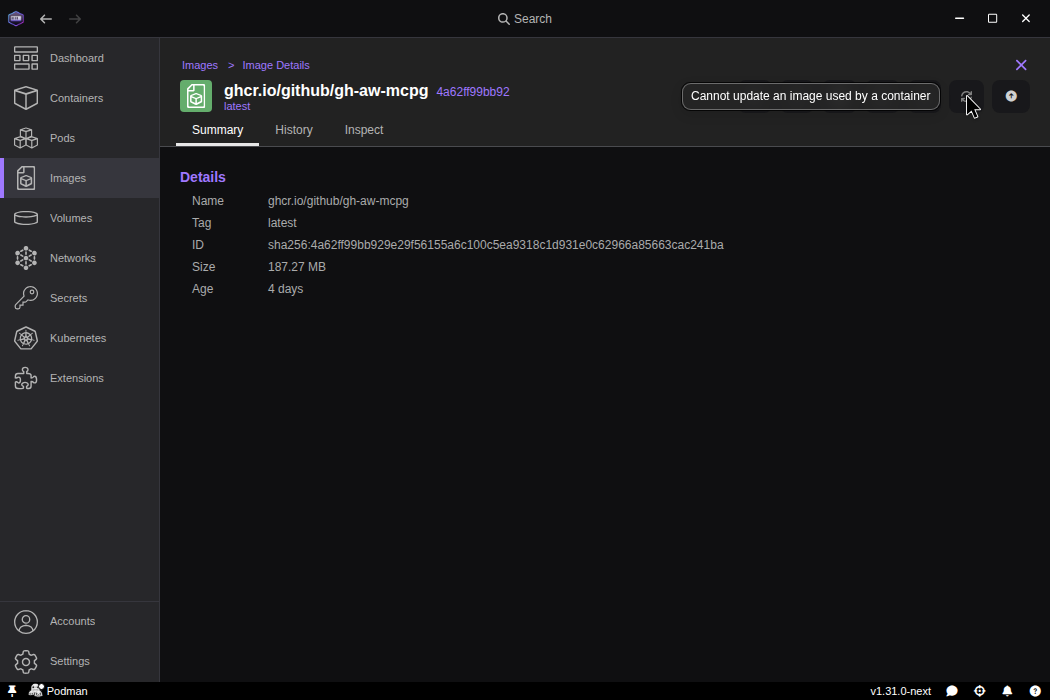 Search
Dashboard
Containers
Pods
Images
Volumes
Networks
Secrets
Kubernetes
Extensions
Accounts
Settings
Images > Image Details
ghcr.io/github/gh-aw-mcpg 4a62ff99bb92
latest
Cannot update an image used by a container
Summary History Inspect
Details
Name ghcr.io/github/gh-aw-mcpg
Tag latest
ID sha256:4a62ff99bb929e29f56155a6c100c5ea9318c1d931e0c62966a85663cac241ba
Size 187.27 MB
Age 4 days
Podman
v1.31.0-next